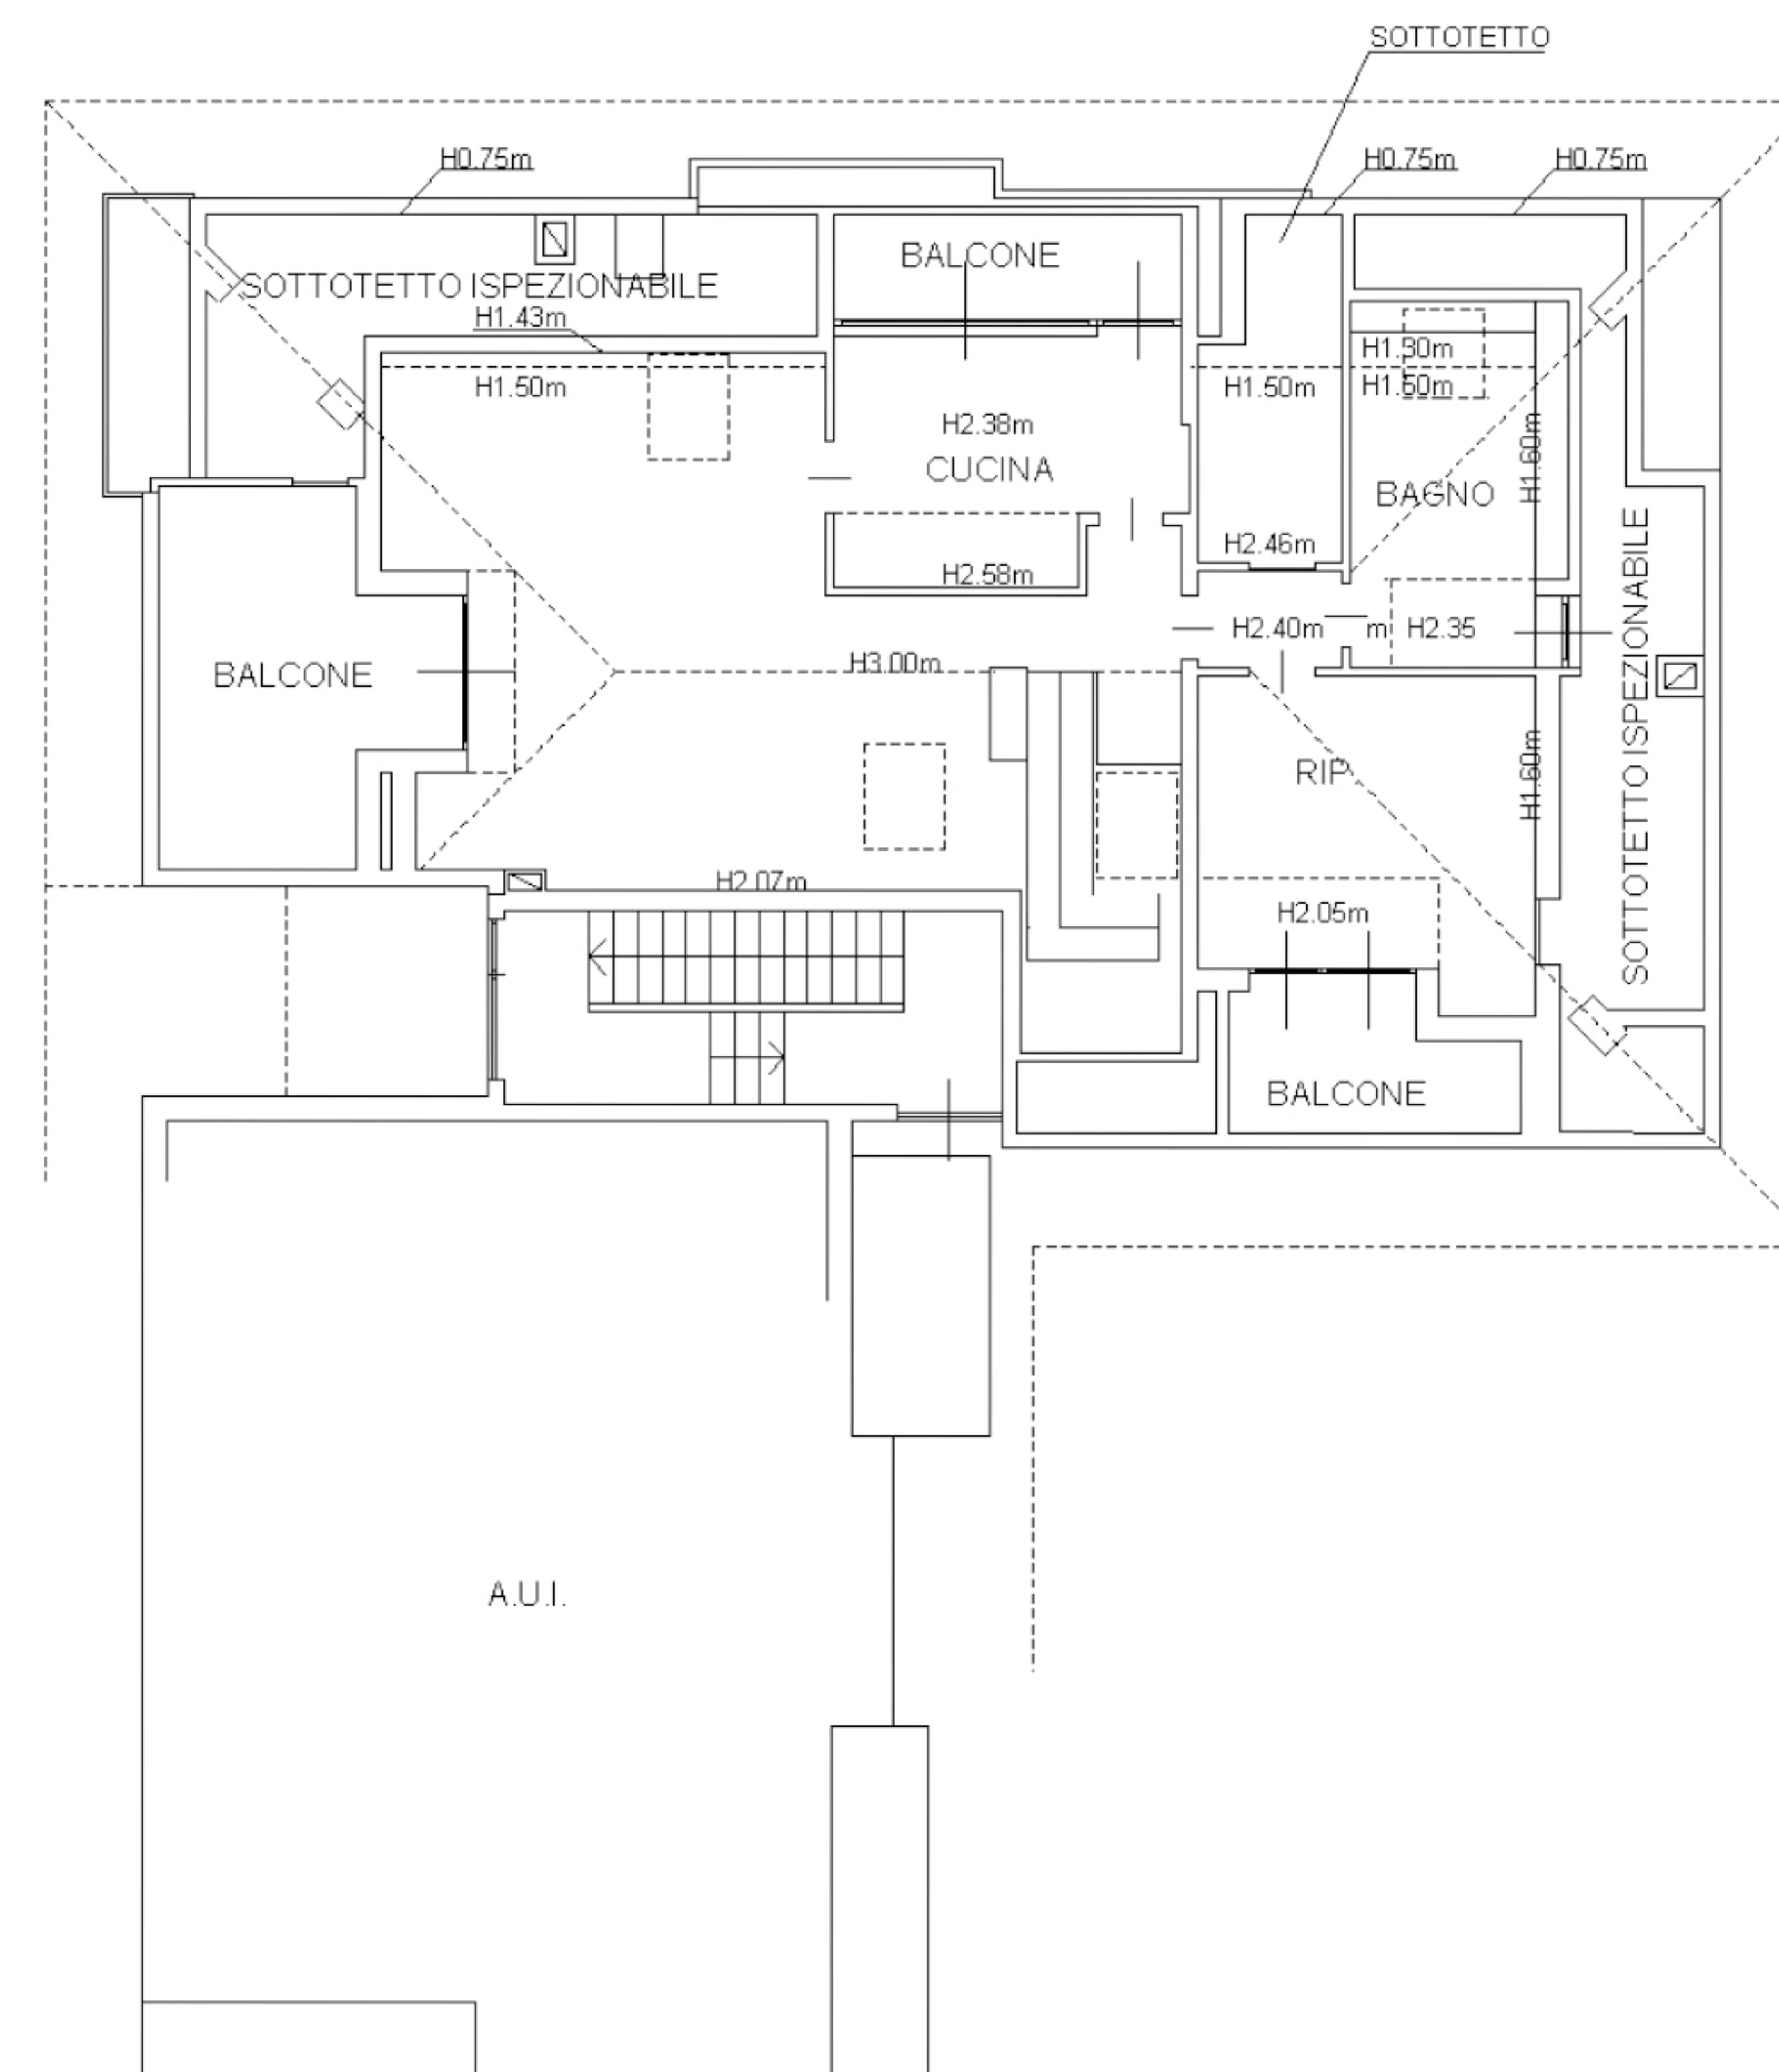 SOTTOTETTO
H0.75m
H0.75m
H0.75m
BALCONE
SOTTOTETTO ISPEZIONABILE
H1.43m
H1.30m
H1.50m
H1.50m
H1.50m
H2.38m
CUCINA
H1.60m
BAGNO
H2.46m
H2.58m
H2.40m
m
H2.35
SOTTOTETTO ISPEZIONABILE
H3.00m
BALCONE
RIP.
H1.60m
H2.07m
H2.05m
BALCONE
A.U.I.